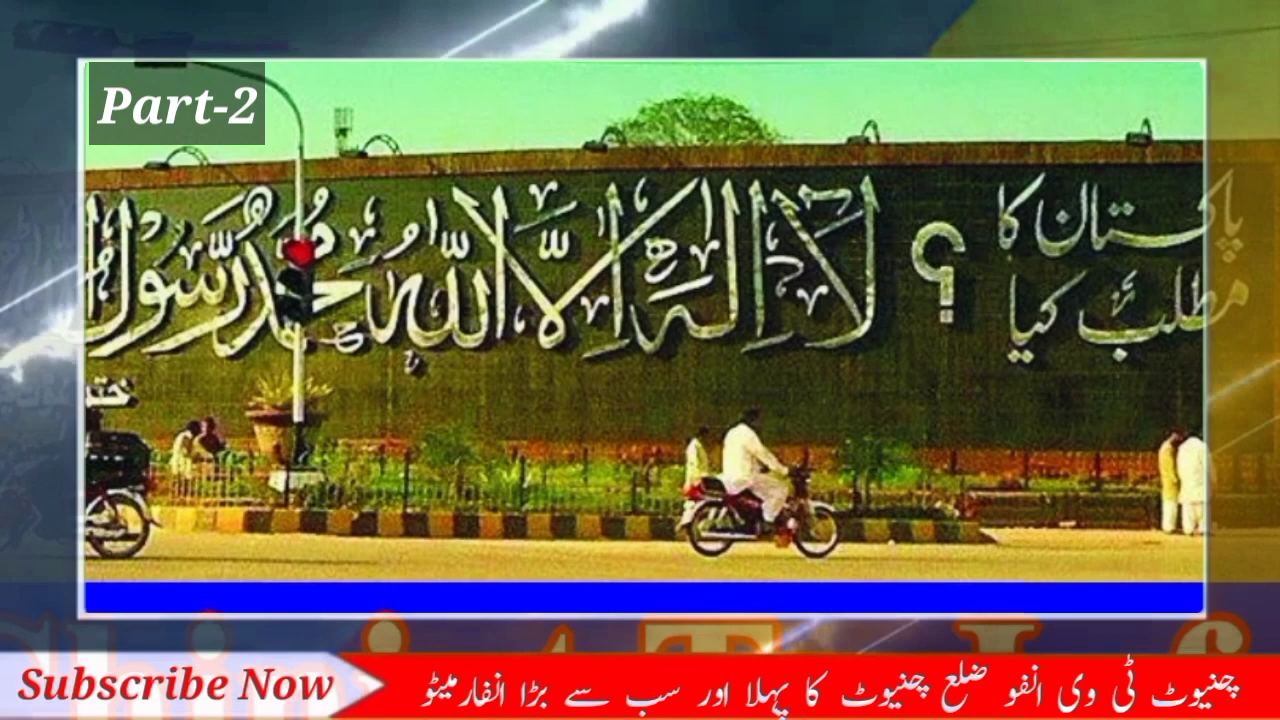 Part-2
پاکستان کا
مطلب کیا
؟
لا الہ الا اللہ محمد رسول
Subscribe Now
چنیوٹ ٹی وی انفو ضلع چنیوٹ کا پہلا اور سب سے بڑا انفارمیٹو